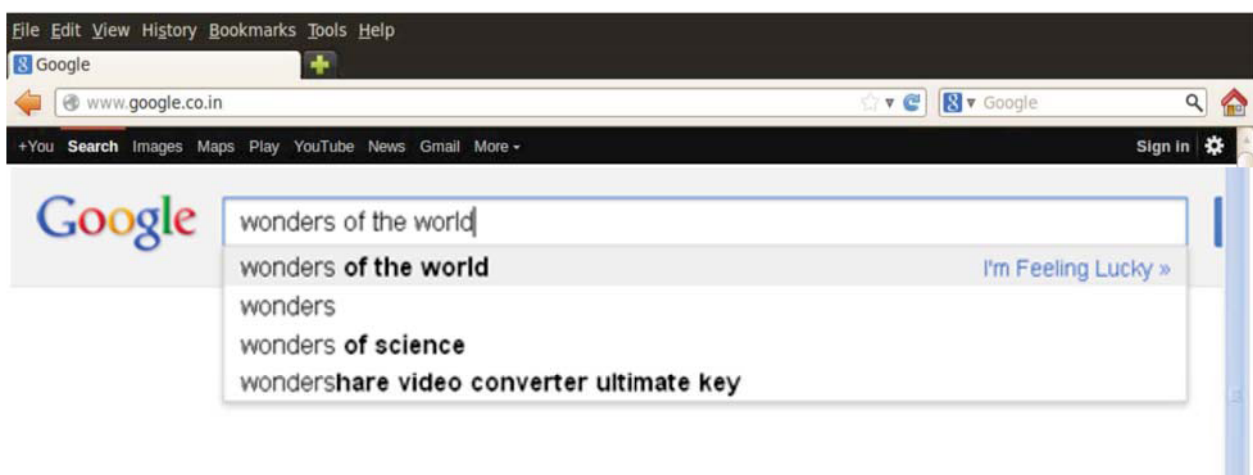 File Edit View History Bookmarks Tools Help
8 Google
www.google.co.in 8 Google
+You Search Images Maps Play YouTube News Gmail More Sign in
Google wonders of the world
wonders of the world I'm Feeling Lucky »
wonders
wonders of science
wondershare video converter ultimate key